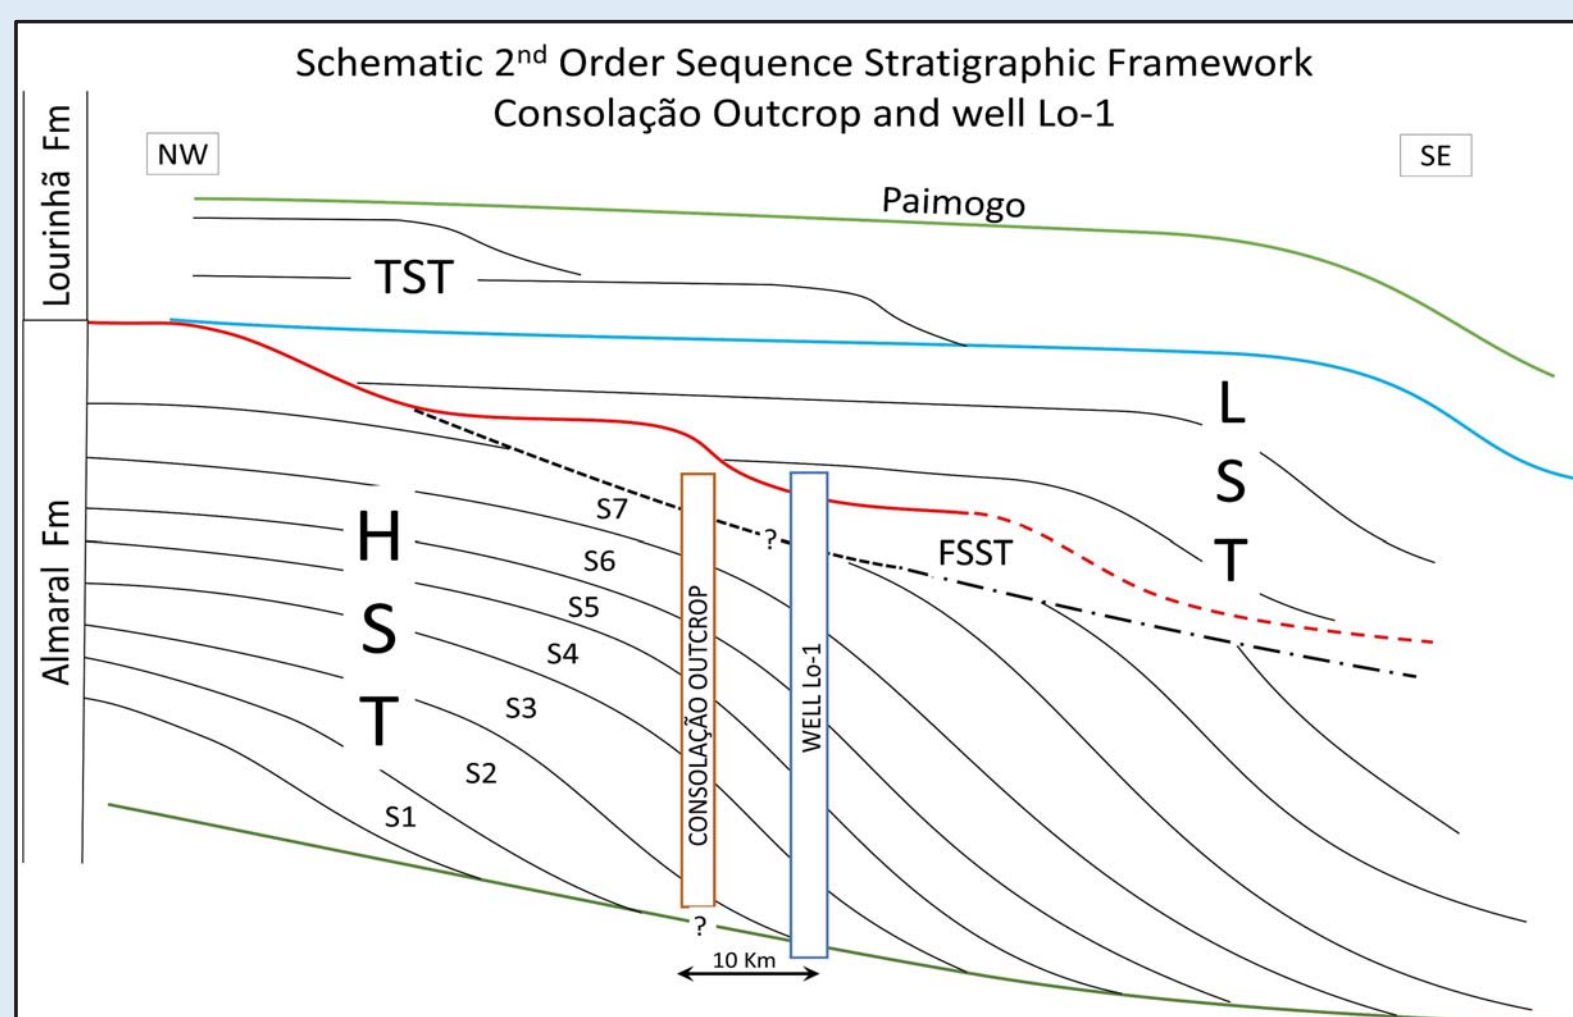 Schematic 2nd Order Sequence Stratigraphic Framework
Consolação Outcrop and well Lo-1
NW
SE
Lourinhã Fm
Almaral Fm
Paimogo
TST
L
S
T
H
S
T
FSST
S7
S6
S5
S4
S3
S2
S1
?
?
CONSOLAÇÃO OUTCROP
WELL Lo-1
10 Km